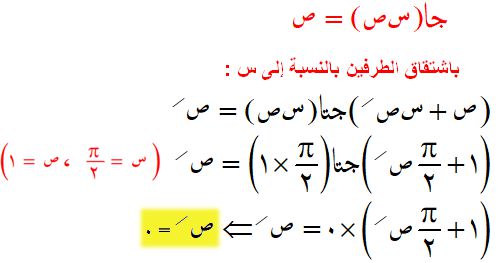 جا(س ص) = ص
باشتقاق الطرفين بالنسبة إلى س :
(ص + س ص َ) جتا(س ص) = ص َ
(١ + π/٢ ص َ) جتا(π/٢ × ١) = ص َ (س = π/٢ ، ص = ١)
(١ + π/٢ ص َ) × ٠ = ص َ ⇐ ص َ = ٠